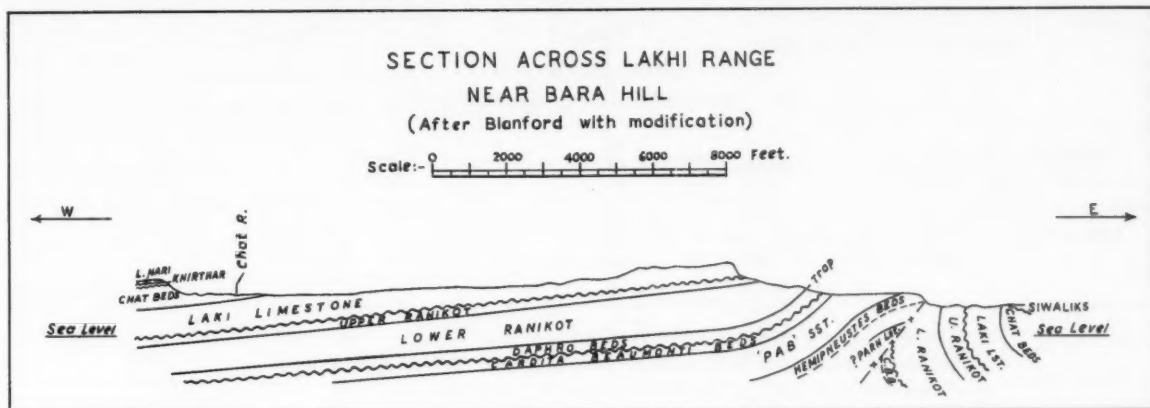 SECTION ACROSS LAKHI RANGE
NEAR BARA HILL
(After Blanford with modification)
Scale:- 0 2000 4000 6000 8000 Feet.
W
E
Chat R.
L. NARI
KHIRTHAR
CHAT BEDS
LAKI LIMESTONE
UPPER RANIKOT
Sea Level
LOWER RANIKOT
DAPHRO BEDS
CARDITA BEAUMONTI BEDS
TRAP
'PAB' SST.
HEMIPNEUSTES BEDS
? PARH LST.
L. RANIKOT
U. RANIKOT
LAKI LST.
CHAT BEDS
SIWALIKS
Sea Level